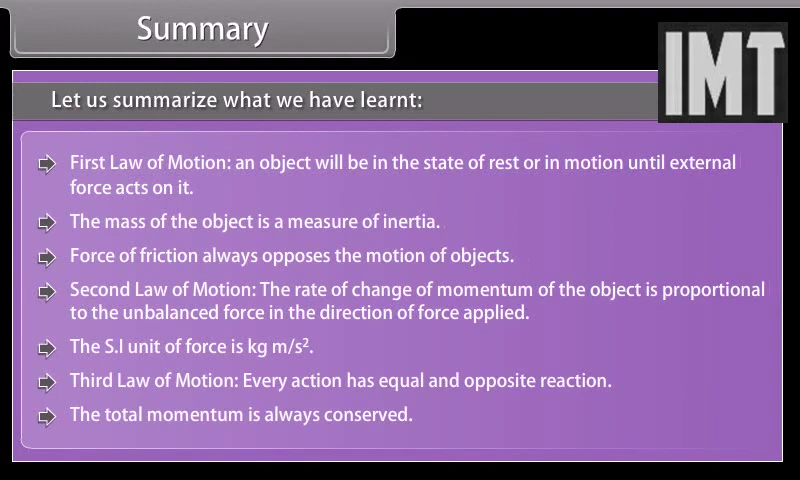 Summary
IMT
Let us summarize what we have learnt:
First Law of Motion: an object will be in the state of rest or in motion until external
force acts on it.
The mass of the object is a measure of inertia.
Force of friction always opposes the motion of objects.
Second Law of Motion: The rate of change of momentum of the object is proportional
to the unbalanced force in the direction of force applied.
The S.I unit of force is kg m/s².
Third Law of Motion: Every action has equal and opposite reaction.
The total momentum is always conserved.